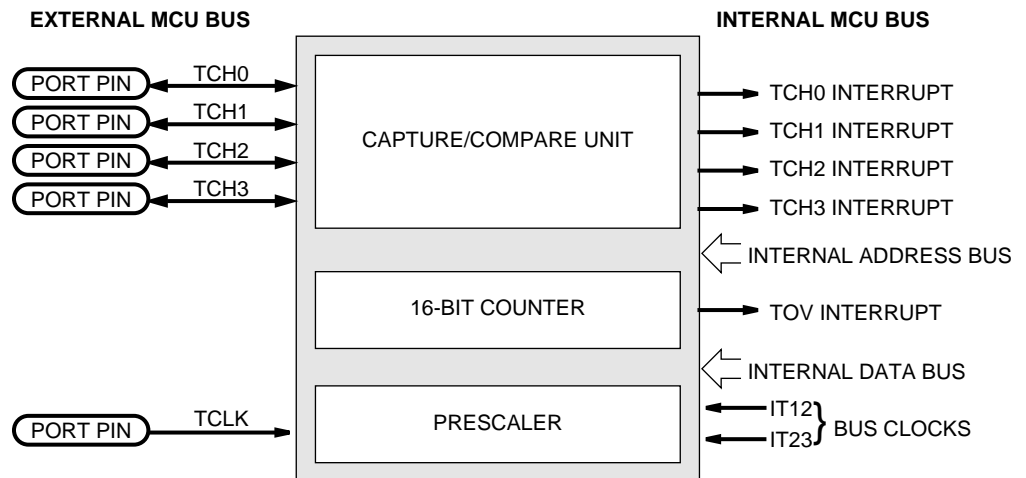 EXTERNAL MCU BUS
INTERNAL MCU BUS
PORT PIN
TCH0
PORT PIN
TCH1
PORT PIN
TCH2
PORT PIN
TCH3
CAPTURE/COMPARE UNIT
TCH0 INTERRUPT
TCH1 INTERRUPT
TCH2 INTERRUPT
TCH3 INTERRUPT
INTERNAL ADDRESS BUS
16-BIT COUNTER
TOV INTERRUPT
INTERNAL DATA BUS
PORT PIN
TCLK
PRESCALER
IT12
IT23
BUS CLOCKS